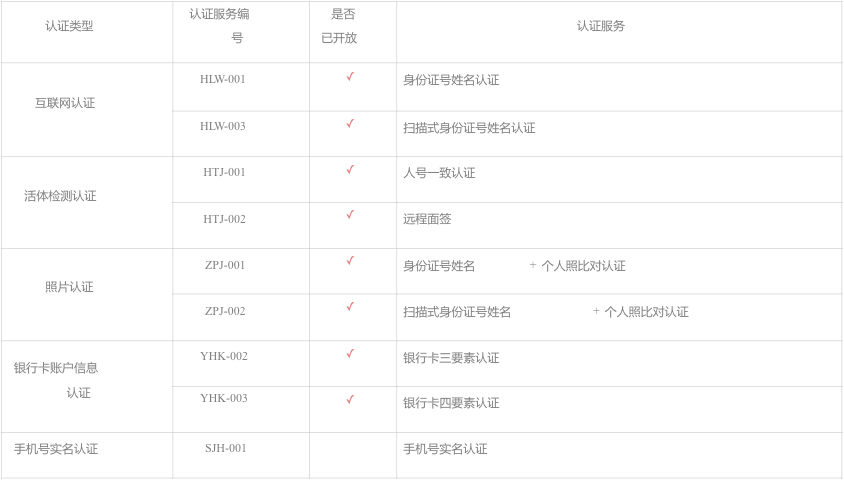 认证类型 认证服务编号 是否已开放 认证服务
互联网认证 HLW-001 ✓ 身份证号姓名认证
HLW-003 ✓ 扫描式身份证号姓名认证
活体检测认证 HTJ-001 ✓ 人号一致认证
HTJ-002 ✓ 远程面签
照片认证 ZPJ-001 ✓ 身份证号姓名 + 个人照比对认证
ZPJ-002 ✓ 扫描式身份证号姓名 + 个人照比对认证
银行卡账户信息认证 YHK-002 ✓ 银行卡三要素认证
YHK-003 ✓ 银行卡四要素认证
手机号实名认证 SJH-001 手机号实名认证